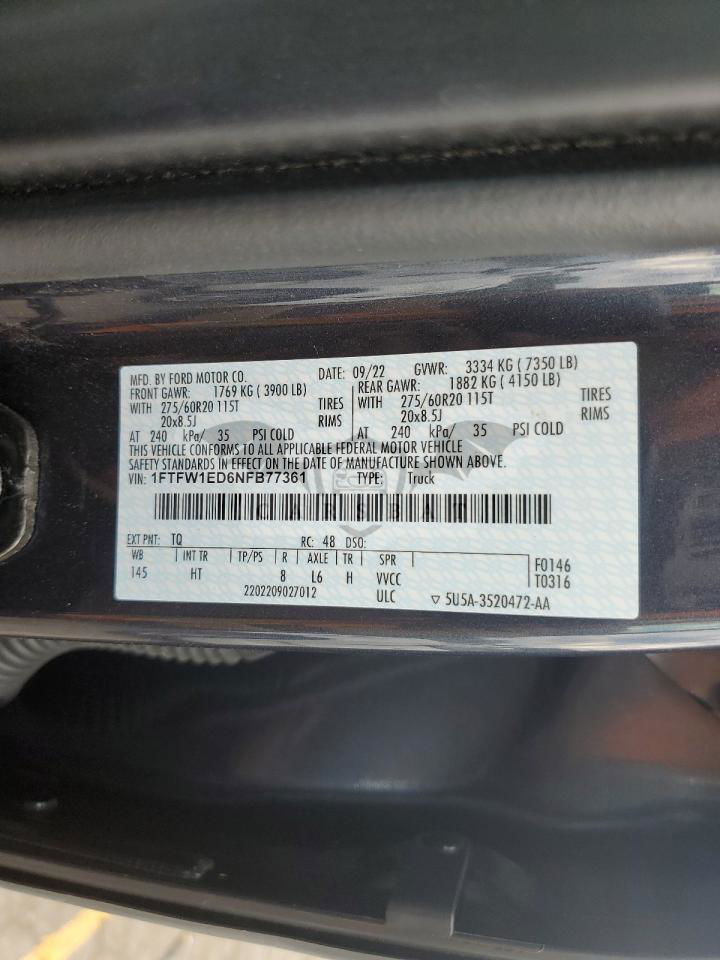 MFD. BY FORD MOTOR CO. DATE: 09/22 GVWR: 3334 KG ( 7350 LB)
FRONT GAWR: 1769 KG ( 3900 LB) REAR GAWR: 1882 KG ( 4150 LB)
WITH 275/60R20 115T TIRES WITH 275/60R20 115T TIRES
20x8.5J RIMS 20x8.5J RIMS
AT 240 kPa/ 35 PSI COLD AT 240 kPa/ 35 PSI COLD
THIS VEHICLE CONFORMS TO ALL APPLICABLE FEDERAL MOTOR VEHICLE
SAFETY STANDARDS IN EFFECT ON THE DATE OF MANUFACTURE SHOWN ABOVE.
VIN: 1FTFW1ED6NFB77361 TYPE: Truck
EXT PNT: TQ RC: 48 DSO:
WB INT TR TP/PS R AXLE TR SPR F0146
145 HT 8 L6 H VVCC T0316
2202209027012 ULC ▽ 5U5A-3520472-AA